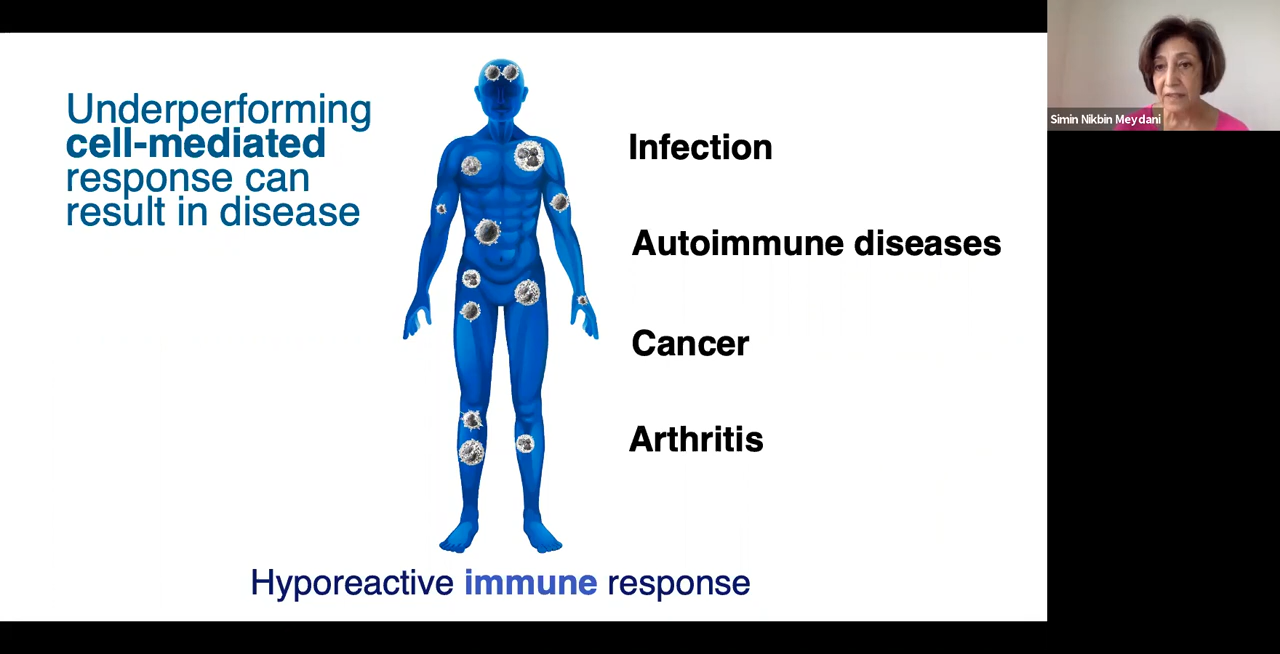 Underperforming
cell-mediated
response can
result in disease
Infection
Autoimmune diseases
Cancer
Arthritis
Hyporeactive immune response
Simin Nikbin Meydani